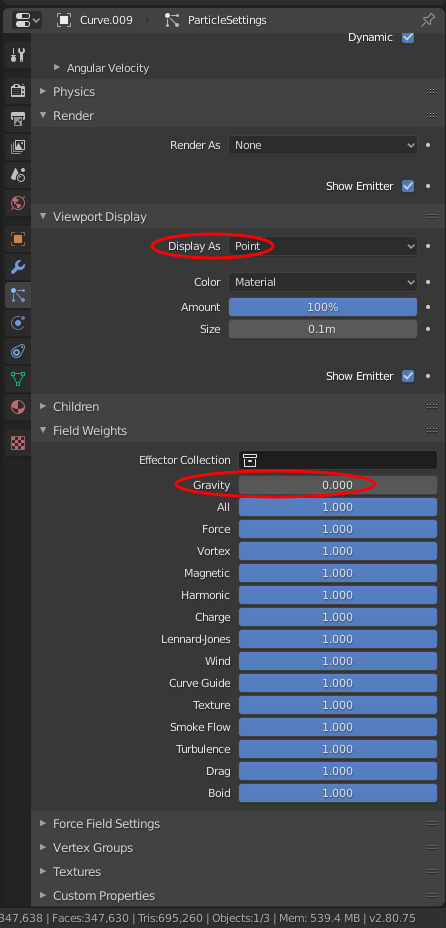 Curve.009 ParticleSettings
Dynamic
Angular Velocity
Physics
Render
Render As None
Show Emitter
Viewport Display
Display As Point
Color Material
Amount 100%
Size 0.1m
Show Emitter
Children
Field Weights
Effector Collection
Gravity 0.000
All 1.000
Force 1.000
Vortex 1.000
Magnetic 1.000
Harmonic 1.000
Charge 1.000
Lennard-Jones 1.000
Wind 1.000
Curve Guide 1.000
Texture 1.000
Smoke Flow 1.000
Turbulence 1.000
Drag 1.000
Boid 1.000
Force Field Settings
Vertex Groups
Textures
Custom Properties
347,638 | Faces:347,630 | Tris:695,260 | Objects:1/3 | Mem: 539.4 MB | v2.80.75